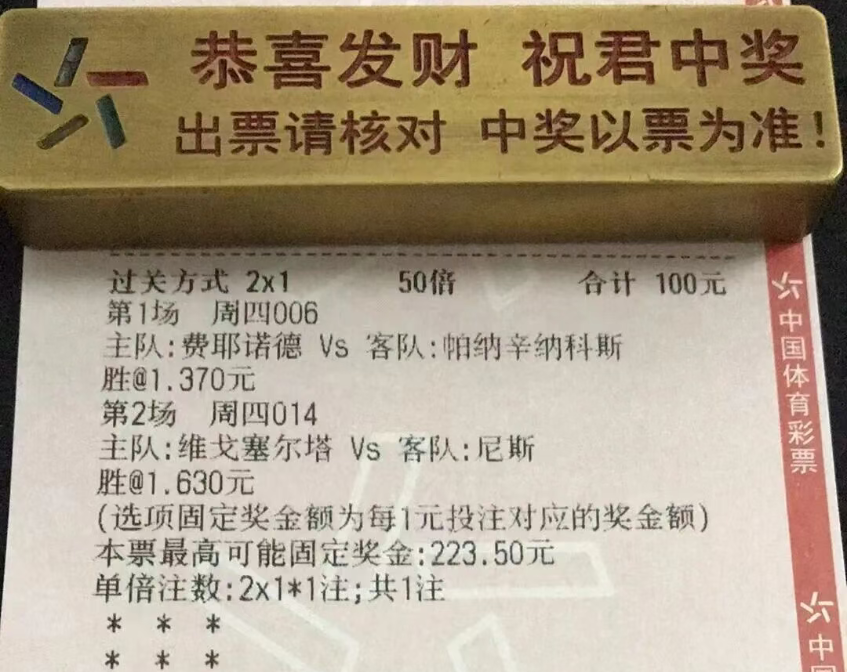 恭喜发财 祝君中奖
出票请核对 中奖以票为准!
过关方式 2x1 50倍 合计 100元
第1场 周四006
主队:费耶诺德 Vs 客队:帕纳辛纳科斯
胜@1.370元
第2场 周四014
主队:维戈塞尔塔 Vs 客队:尼斯
胜@1.630元
(选项固定奖金额为每1元投注对应的奖金额)
本票最高可能固定奖金:223.50元
单倍注数:2x1*1注;共1注
* * *
* * *
中国体育彩票
中国